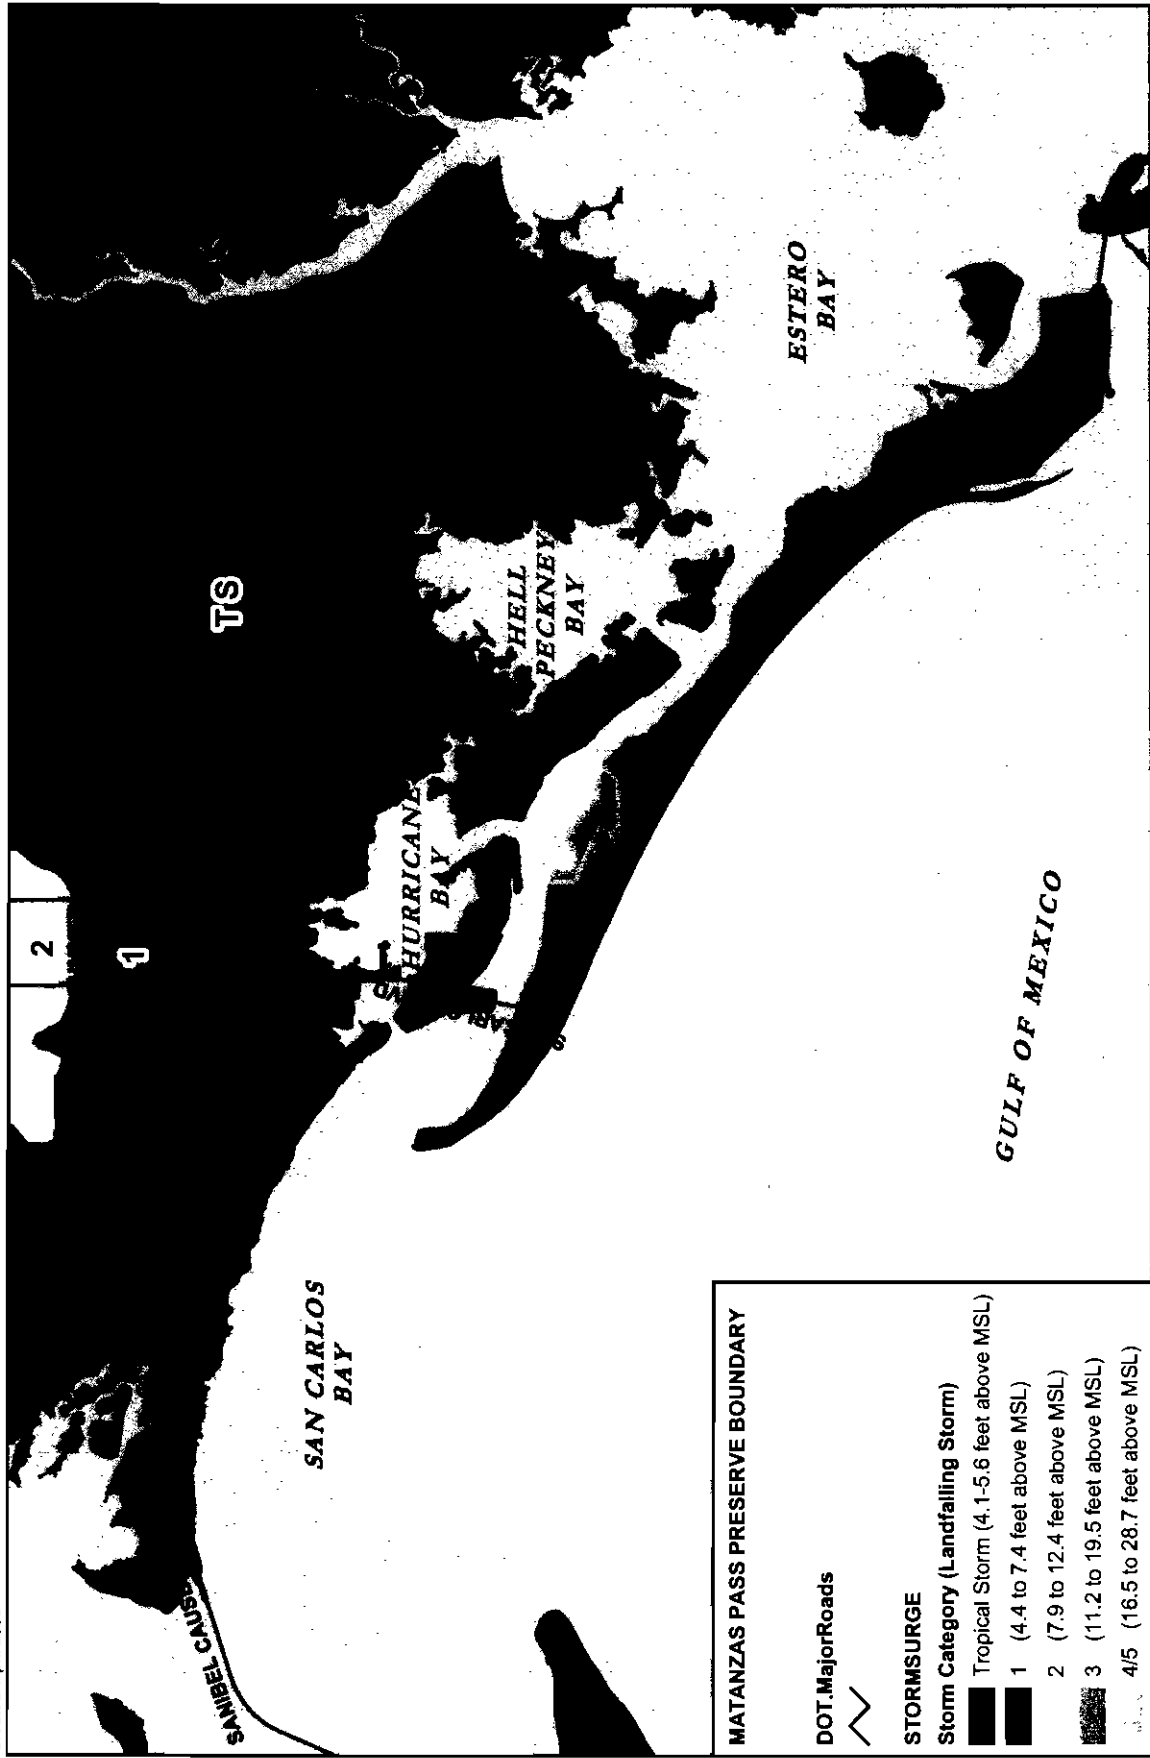 2
1
TS
HURRICANE
BAY
HELL
PECKNEY
BAY
ESTERO
BAY
SAN CARLOS
BAY
SANIBEL CAUSE
GULF OF MEXICO
MATANZAS PASS PRESERVE BOUNDARY
DOT.MajorRoads
STORMSURGE
Storm Category (Landfalling Storm)
Tropical Storm (4.1-5.6 feet above MSL)
1 (4.4 to 7.4 feet above MSL)
2 (7.9 to 12.4 feet above MSL)
3 (11.2 to 19.5 feet above MSL)
4/5 (16.5 to 28.7 feet above MSL)